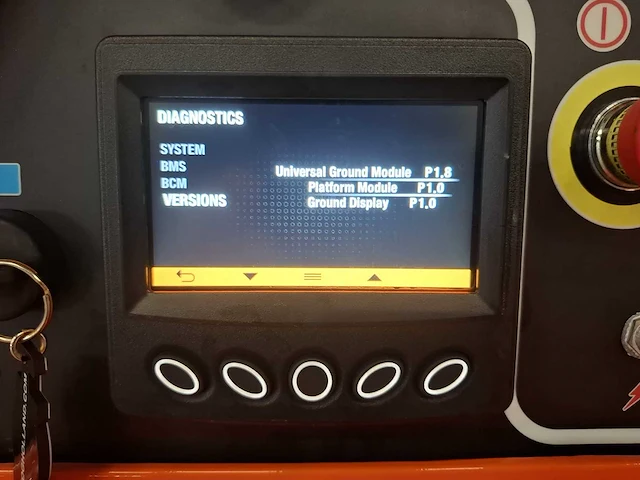 DIAGNOSTICS
SYSTEM
BMS
Universal Ground Module P1.8
BCM
Platform Module P1.0
VERSIONS
Ground Display P1.0